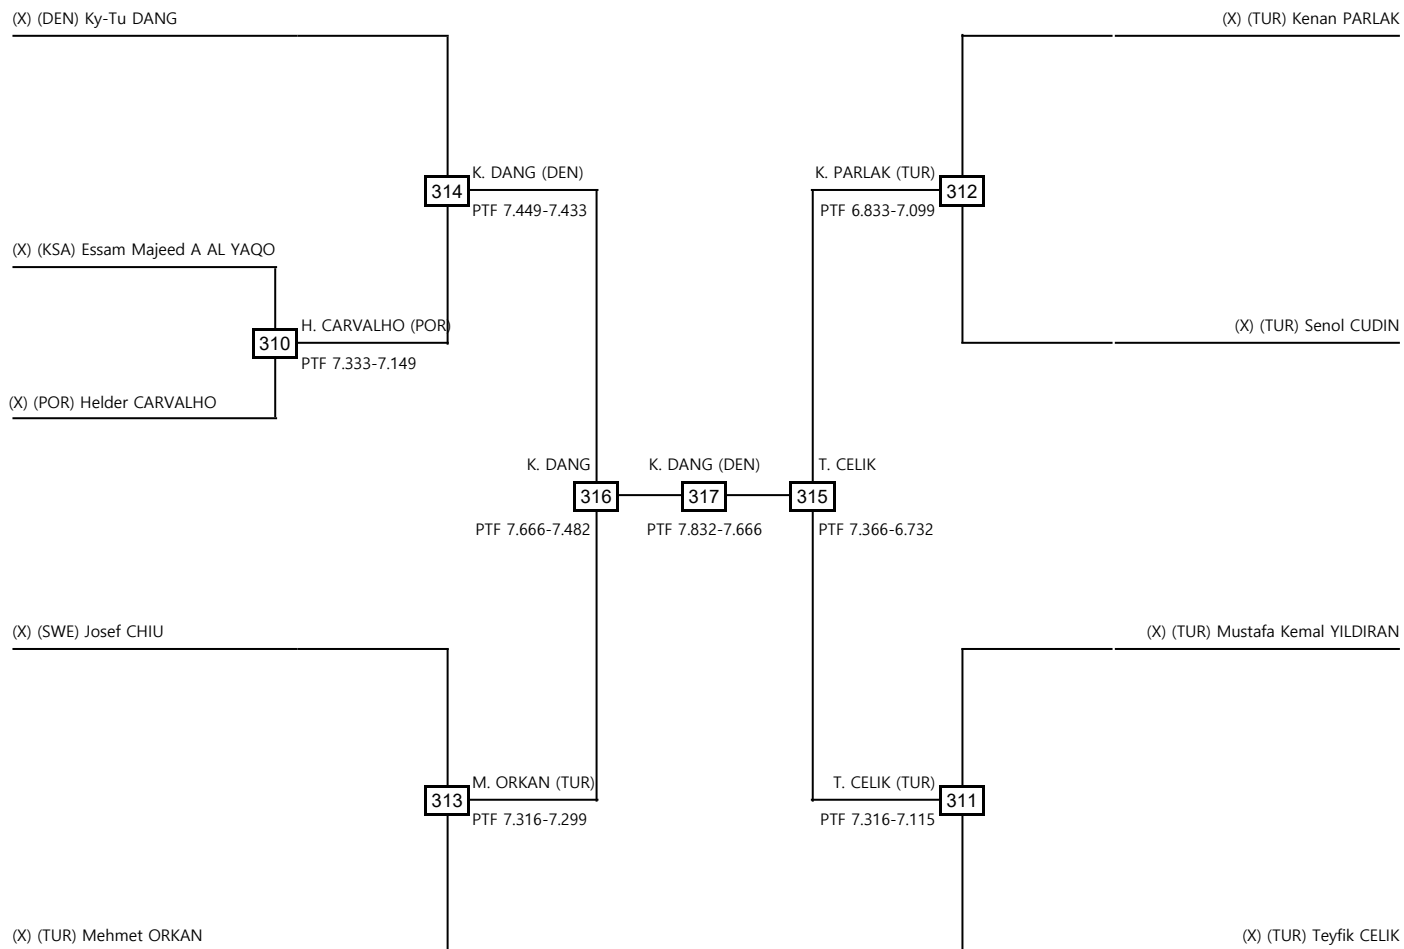 (X) (DEN) Ky-Tu DANG
(X) (TUR) Kenan PARLAK
314
K. DANG (DEN)
PTF 7.449-7.433
K. PARLAK (TUR)
PTF 6.833-7.099
312
(X) (KSA) Essam Majeed A AL YAQO
310
H. CARVALHO (POR)
PTF 7.333-7.149
(X) (TUR) Senol CUDIN
(X) (POR) Helder CARVALHO
K. DANG
316
PTF 7.666-7.482
K. DANG (DEN)
317
PTF 7.832-7.666
T. CELIK
315
PTF 7.366-6.732
(X) (SWE) Josef CHIU
(X) (TUR) Mustafa Kemal YILDIRAN
313
M. ORKAN (TUR)
PTF 7.316-7.299
T. CELIK (TUR)
PTF 7.316-7.115
311
(X) (TUR) Mehmet ORKAN
(X) (TUR) Teyfik CELIK